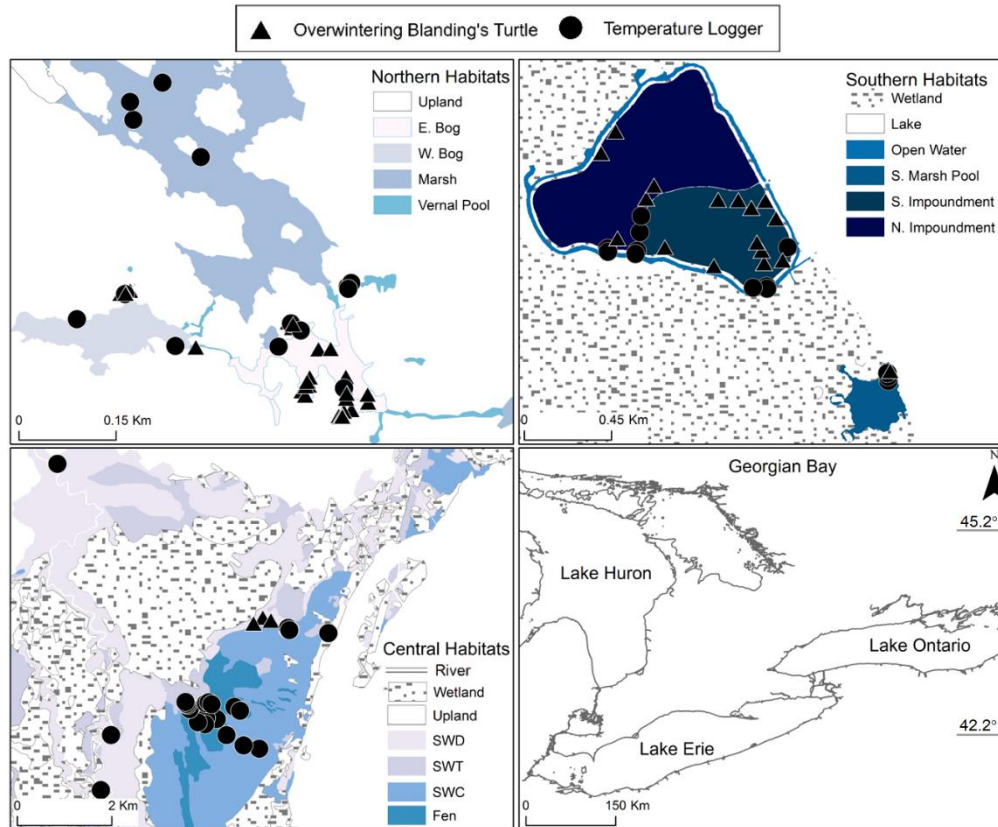 Overwintering Blanding's Turtle
Temperature Logger
Northern Habitats
Upland
E. Bog
W. Bog
Marsh
Vernal Pool
0 0.15 Km
Southern Habitats
Wetland
Lake
Open Water
S. Marsh Pool
S. Impoundment
N. Impoundment
0 0.45 Km
Central Habitats
River
Wetland
Upland
SWD
SWT
SWC
Fen
0 2 Km
Georgian Bay
N
45.2°
Lake Huron
Lake Ontario
42.2°
Lake Erie
0 150 Km